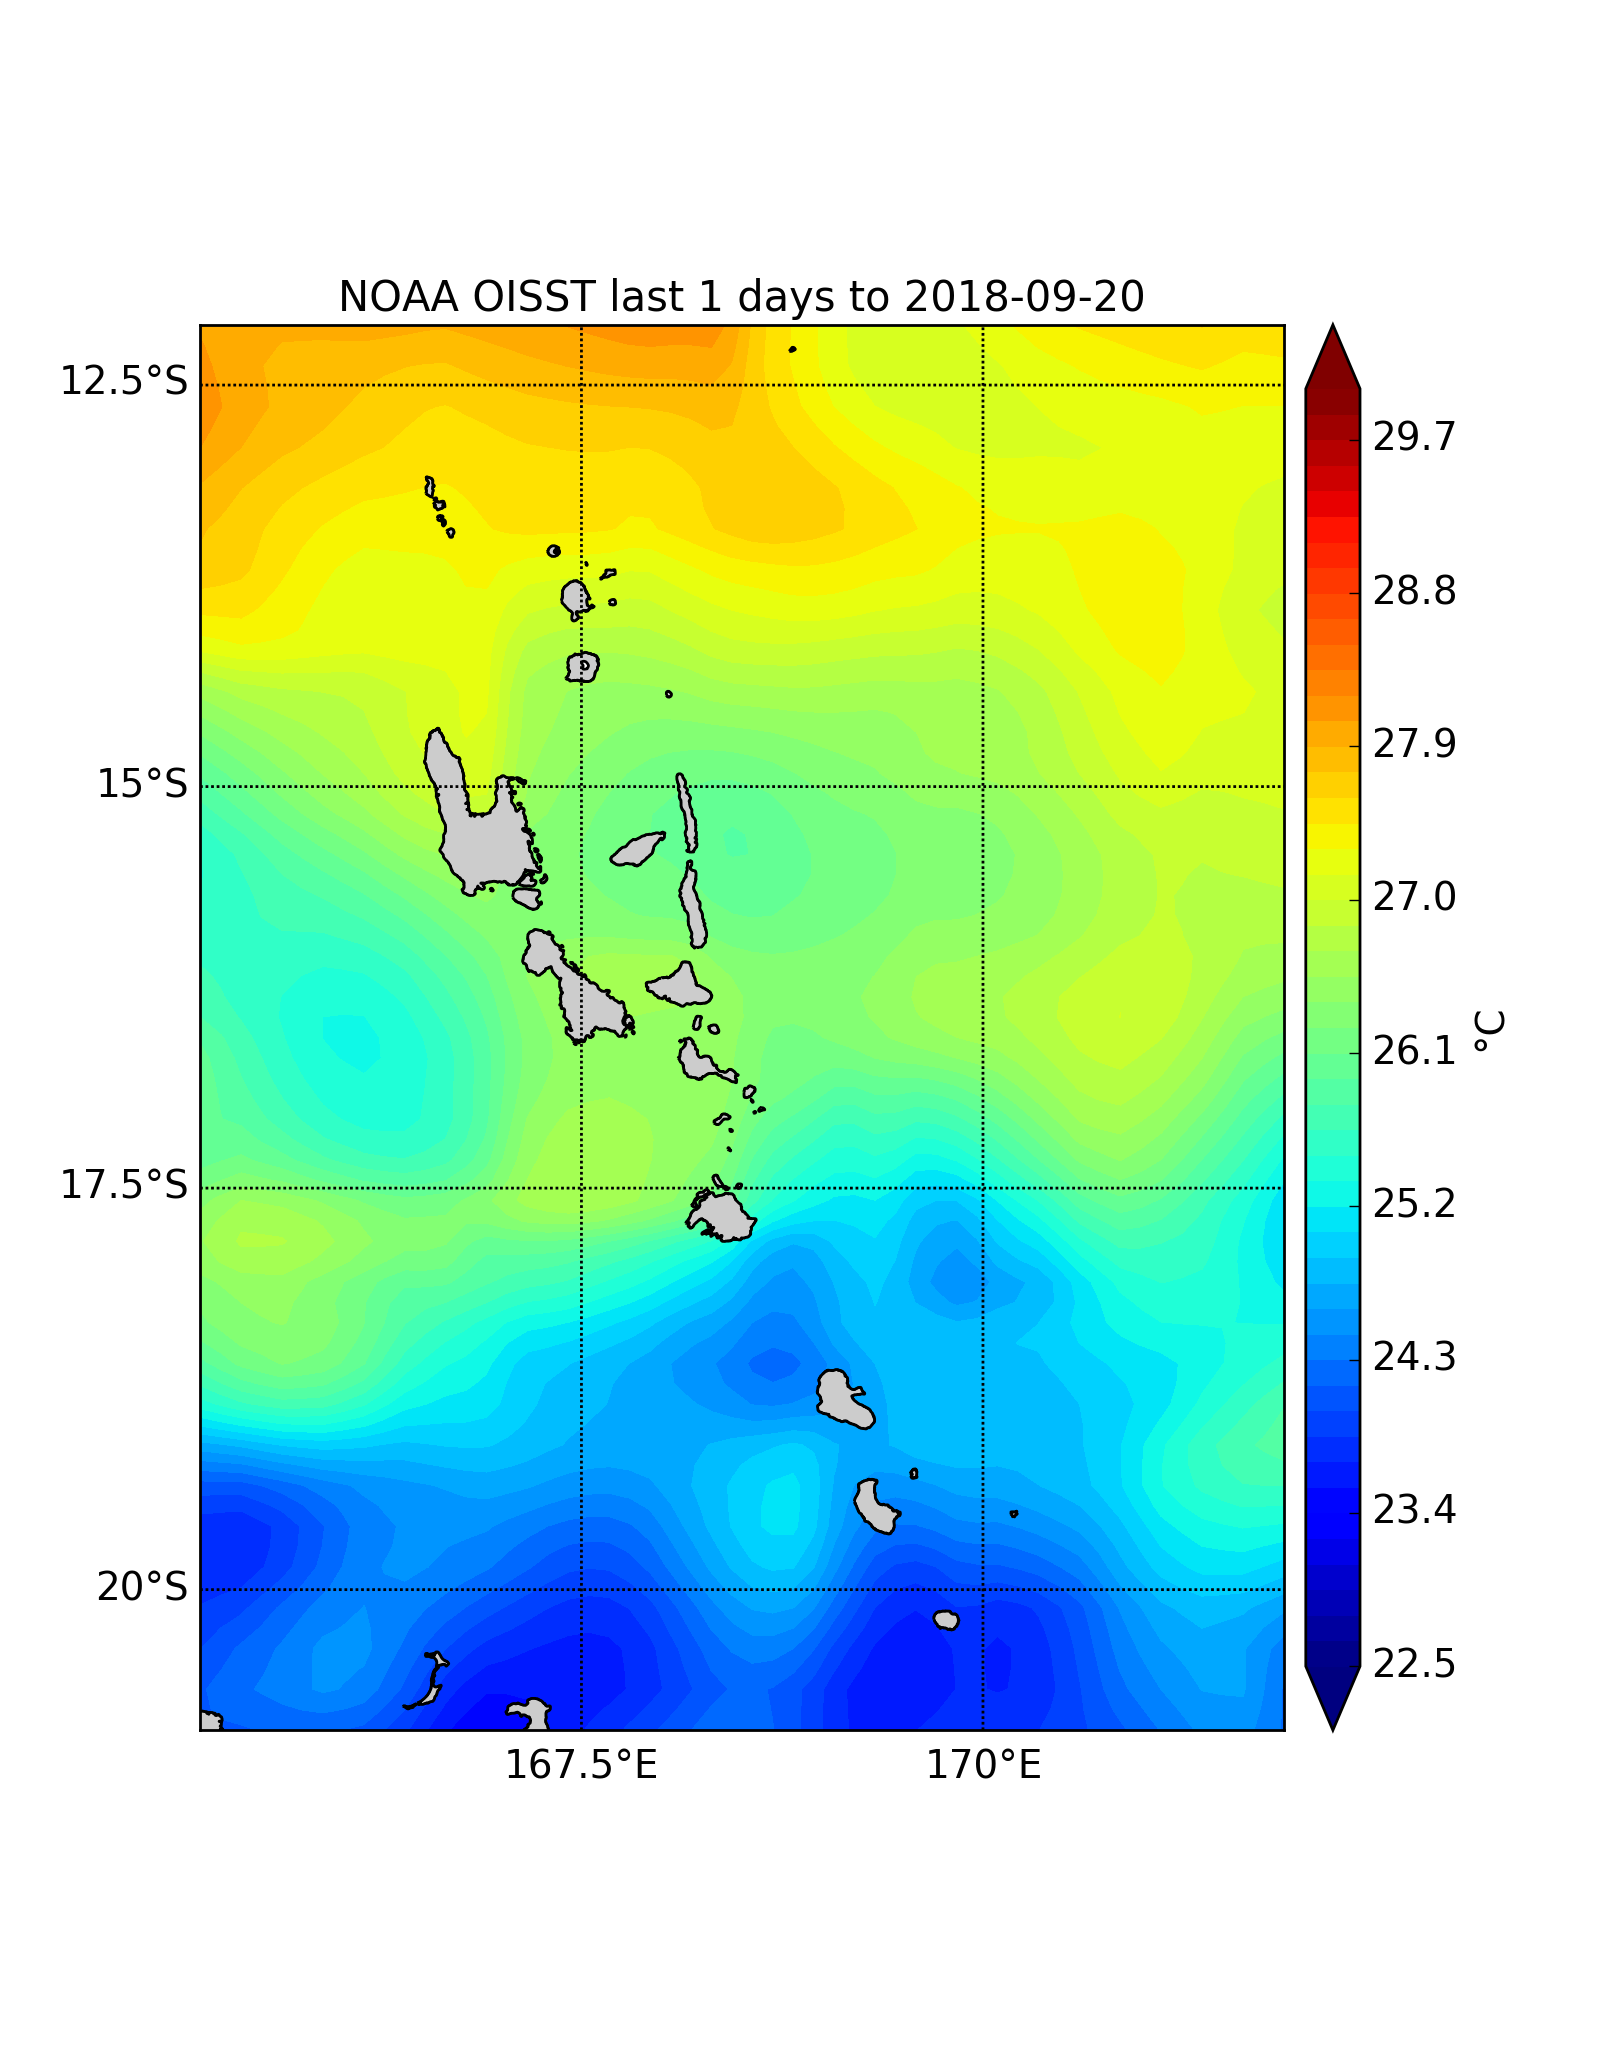 NOAA OISST last 1 days to 2018-09-20
12.5°S
15°S
17.5°S
20°S
167.5°E
170°E
29.7
28.8
27.9
27.0
26.1
25.2
24.3
23.4
22.5
°C